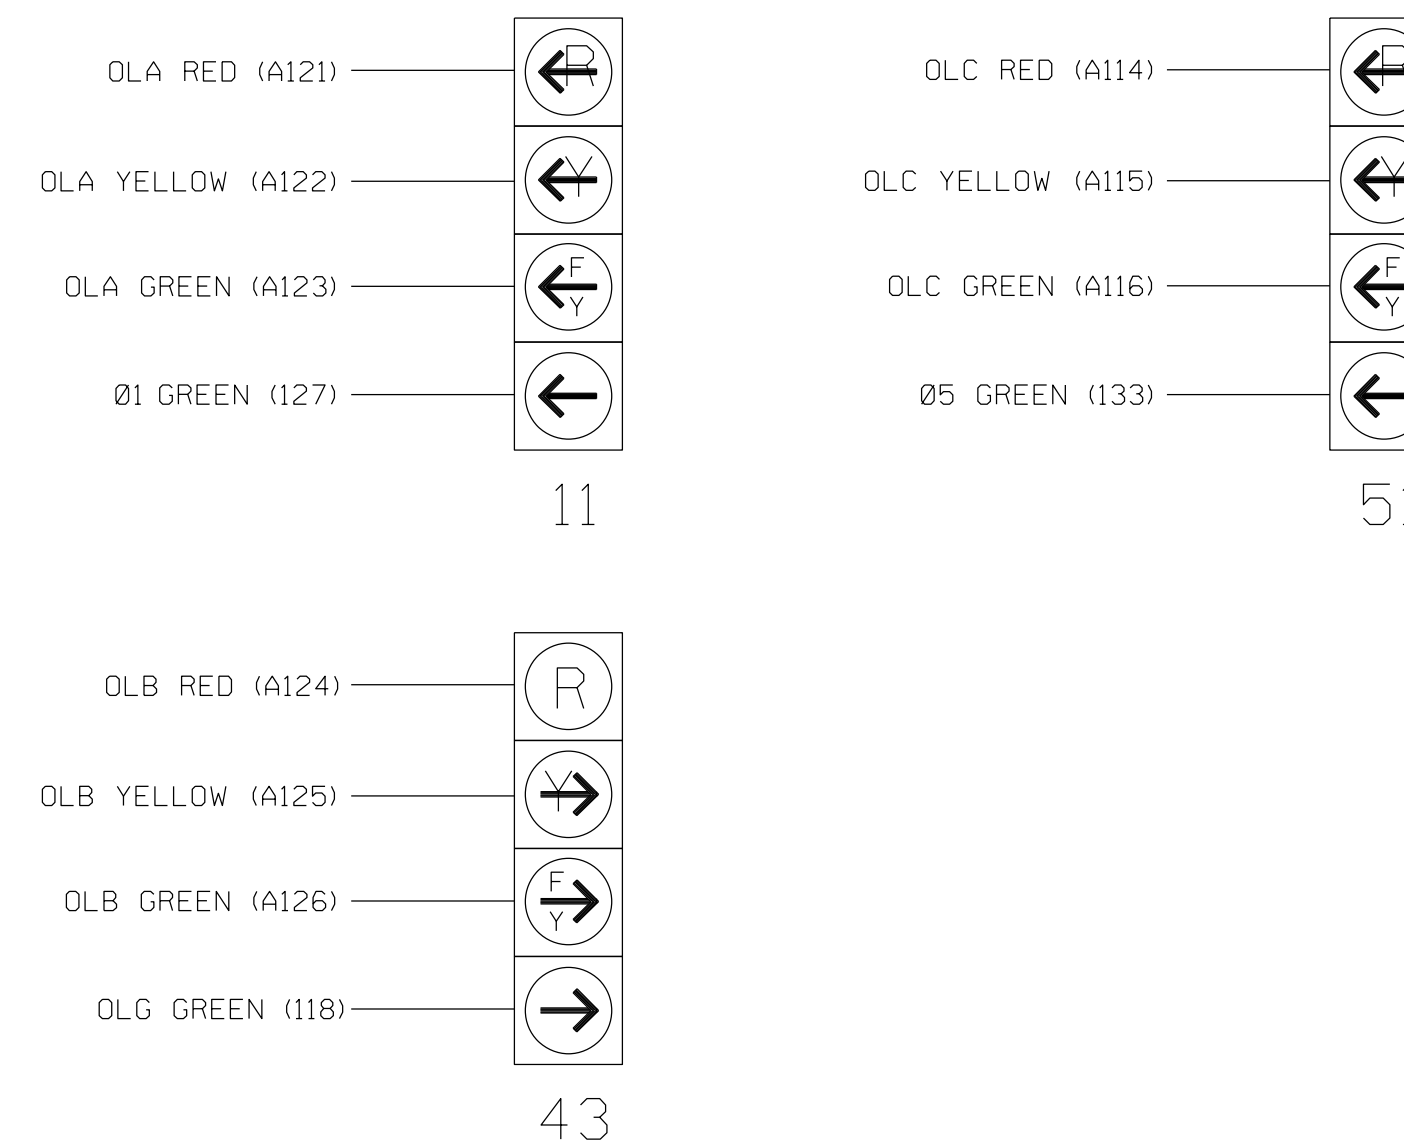 OLA RED (A121)
R
OLA YELLOW (A122)
Y
OLA GREEN (A123)
F
Y
Ø1 GREEN (127)
11
OLC RED (A114)
R
OLC YELLOW (A115)
Y
OLC GREEN (A116)
F
Y
Ø5 GREEN (133)
OLB RED (A124)
R
OLB YELLOW (A125)
Y
OLB GREEN (A126)
F
Y
OLG GREEN (118)
43